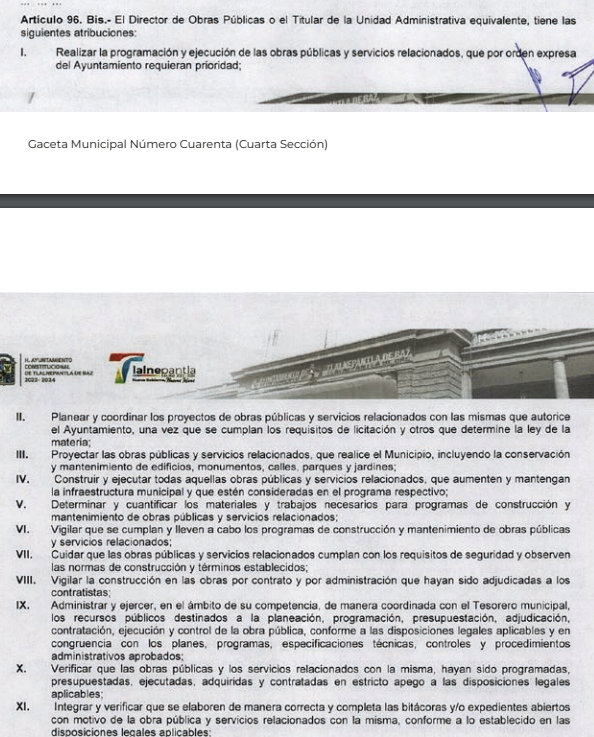 Artículo 96. Bis.- El Director de Obras Públicas o el Titular de la Unidad Administrativa equivalente, tiene las
siguientes atribuciones:
I. Realizar la programación y ejecución de las obras públicas y servicios relacionados, que por orden expresa
del Ayuntamiento requieran prioridad;
Gaceta Municipal Número Cuarenta (Cuarta Sección)
H. AYUNTAMIENTO
CONSTITUCIONAL
DE TLALNEPANTLA DE BAZ
2022-2024
Tlalnepantla
TLALNEPANTLA DE BAZ
II. Planear y coordinar los proyectos de obras públicas y servicios relacionados con las mismas que autorice
el Ayuntamiento, una vez que se cumplan los requisitos de licitación y otros que determine la ley de la
materia;
III. Proyectar las obras públicas y servicios relacionados, que realice el Municipio, incluyendo la conservación
y mantenimiento de edificios, monumentos, calles, parques y jardines;
IV. Construir y ejecutar todas aquellas obras públicas y servicios relacionados, que aumenten y mantengan
la infraestructura municipal y que estén consideradas en el programa respectivo;
V. Determinar y cuantificar los materiales y trabajos necesarios para programas de construcción y
mantenimiento de obras públicas y servicios relacionados;
VI. Vigilar que se cumplan y lleven a cabo los programas de construcción y mantenimiento de obras públicas
y servicios relacionados;
VII. Cuidar que las obras públicas y servicios relacionados cumplan con los requisitos de seguridad y observen
las normas de construcción y términos establecidos;
VIII. Vigilar la construcción en las obras por contrato y por administración que hayan sido adjudicadas a los
contratistas;
IX. Administrar y ejercer, en el ámbito de su competencia, de manera coordinada con el Tesorero municipal,
los recursos públicos destinados a la planeación, programación, presupuestación, adjudicación,
contratación, ejecución y control de la obra pública, conforme a las disposiciones legales aplicables y en
congruencia con los planes, programas, especificaciones técnicas, controles y procedimientos
administrativos aprobados;
X. Verificar que las obras públicas y los servicios relacionados con la misma, hayan sido programadas,
presupuestadas, ejecutadas, adquiridas y contratadas en estricto apego a las disposiciones legales
aplicables;
XI. Integrar y verificar que se elaboren de manera correcta y completa las bitácoras y/o expedientes abiertos
con motivo de la obra pública y servicios relacionados con la misma, conforme a lo establecido en las
disposiciones legales aplicables;